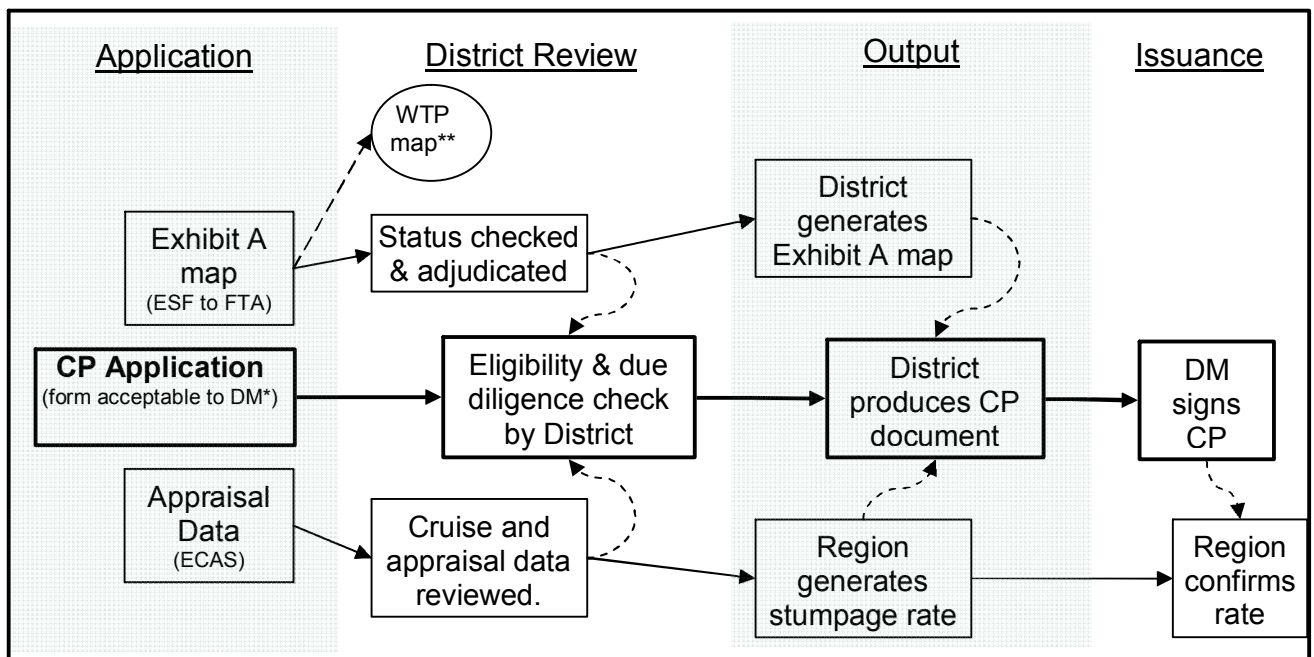 Application
District Review
Output
Issuance
WTP
map**
Exhibit A
map
(ESF to FTA)
Status checked
& adjudicated
District
generates
Exhibit A map
CP Application
(form acceptable to DM*)
Eligibility & due
diligence check
by District
District
produces CP
document
DM
signs
CP
Appraisal
Data
(ECAS)
Cruise and
appraisal data
reviewed.
Region
generates
stumpage rate
Region
confirms
rate